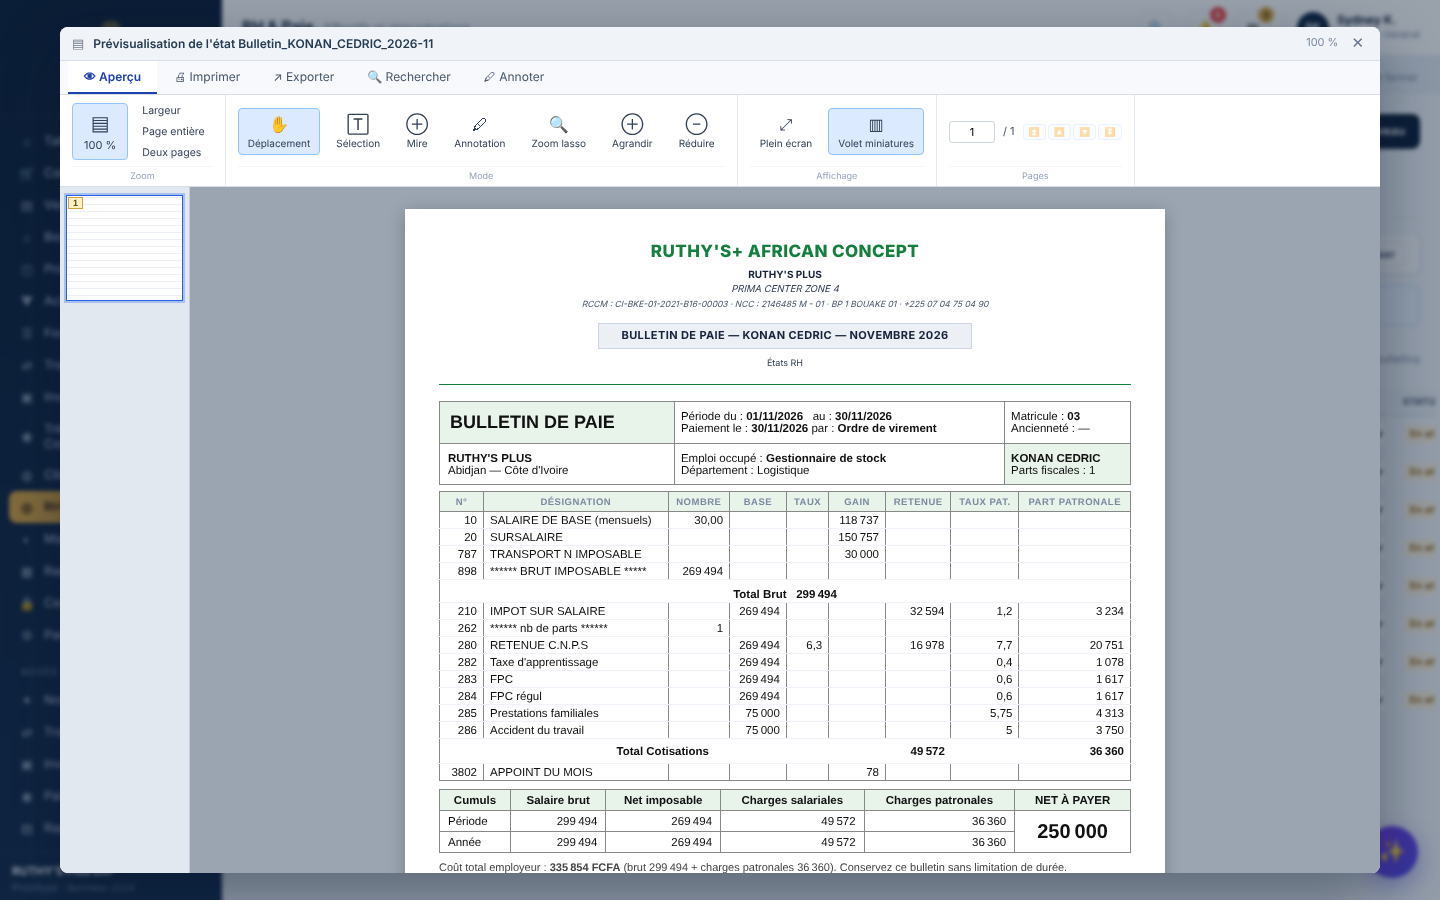 Prévisualisation de l'état Bulletin_KONAN_CEDRIC_2026-11
100 %
Aperçu
Imprimer
Exporter
Rechercher
Annoter
100 %
Largeur
Page entière
Deux pages
Zoom
Déplacement
Sélection
Mire
Annotation
Zoom lasso
Agrandir
Réduire
Mode
Plein écran
Volet miniatures
Affichage
1 / 1
Pages
1
RUTHY'S+ AFRICAN CONCEPT
RUTHY'S PLUS
PRIMA CENTER ZONE 4
RCCM : CI-BKE-01-2021-B16-00003 · NCC : 2146485 M - 01 · BP 1 BOUAKE 01 · +225 07 04 75 04 90
BULLETIN DE PAIE — KONAN CEDRIC — NOVEMBRE 2026
États RH
BULLETIN DE PAIE
Période du : 01/11/2026 au : 30/11/2026
Paiement le : 30/11/2026 par : Ordre de virement
Matricule : 03
Ancienneté : —
RUTHY'S PLUS
Abidjan — Côte d'Ivoire
Emploi occupé : Gestionnaire de stock
Département : Logistique
KONAN CEDRIC
Parts fiscales : 1
N° DÉSIGNATION NOMBRE BASE TAUX GAIN RETENUE TAUX PAT. PART PATRONALE
10 SALAIRE DE BASE (mensuels) 30,00 118 737
20 SURSALAIRE 150 757
787 TRANSPORT N IMPOSABLE 30 000
898 ****** BRUT IMPOSABLE ***** 269 494
Total Brut 299 494
210 IMPOT SUR SALAIRE 269 494 32 594 1,2 3 234
262 ****** nb de parts ****** 1
280 RETENUE C.N.P.S 269 494 6,3 16 978 7,7 20 751
282 Taxe d'apprentissage 269 494 0,4 1 078
283 FPC 269 494 0,6 1 617
284 FPC régul 269 494 0,6 1 617
285 Prestations familiales 75 000 5,75 4 313
286 Accident du travail 75 000 5 3 750
Total Cotisations 49 572 36 360
3802 APPOINT DU MOIS 78
Cumuls Salaire brut Net imposable Charges salariales Charges patronales NET À PAYER
Période 299 494 269 494 49 572 36 360 250 000
Année 299 494 269 494 49 572 36 360
Coût total employeur : 335 854 FCFA (brut 299 494 + charges patronales 36 360). Conservez ce bulletin sans limitation de durée.